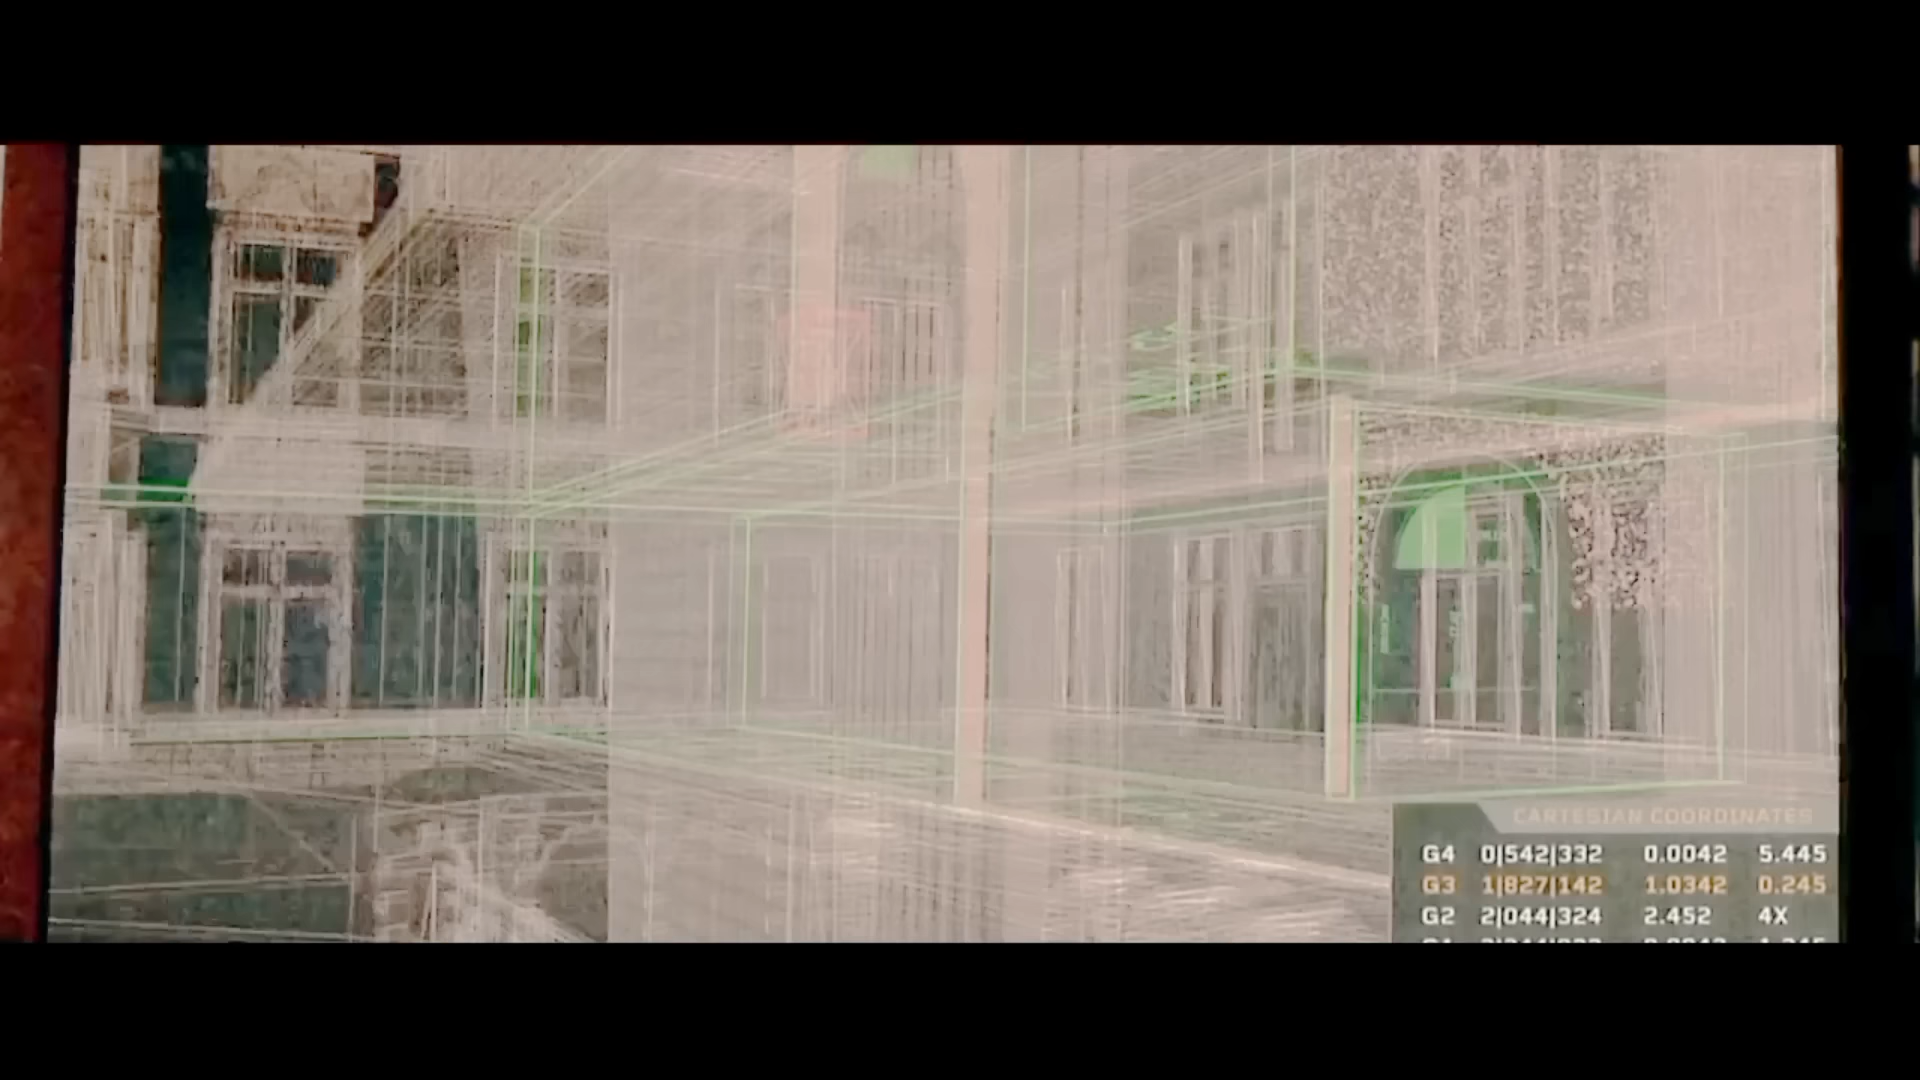 CARTESIAN COORDINATES
G4 0|542|332 0.0042 5.445
G3 1|827|142 1.0342 0.245
G2 2|044|324 2.452 4X